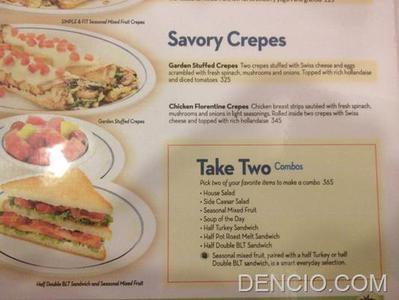 SIMPLE & FIT Seasonal Mixed Fruit Crepes
Savory Crepes
Garden Stuffed Crepes Two crepes stuffed with Swiss cheese and eggs
scrambled with fresh spinach, mushrooms and onions. Topped with rich hollandaise
and diced tomatoes 325
Garden Stuffed Crepes
Chicken Florentine Crepes Chicken breast strips sautéed with fresh spinach,
mushrooms and onions in light seasonings. Rolled inside two crepes with Swiss
cheese and topped with rich hollandaise 345
Take Two Combos
Pick two of your favorite items to make a combo 365
• House Salad
• Side Caesar Salad
• Seasonal Mixed Fruit
• Soup of the Day
• Half Turkey Sandwich
• Half Pot Roast Melt Sandwich
• Half Double BLT Sandwich
Seasonal mixed fruit, paired with a half Turkey or half
Double BLT sandwich, is a smart everyday selection.
Half Double BLT Sandwich and Seasonal Mixed Fruit
DENCIO.COM